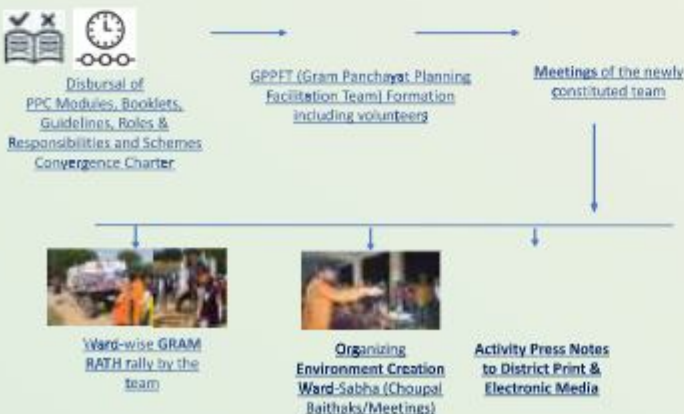 Disbursal of
PPC Modules, Booklets,
Guidelines, Roles &
Responsibilities and Schemes
Convergence Charter
GPPFT (Gram Panchayat Planning
Facilitation Team) Formation
including volunteers
Meetings of the newly
constituted team
Ward-wise GRAM
RATH rally by the
team
Organizing
Environment Creation
Ward-Sabha (Choupal
Baithaks/Meetings)
Activity Press Notes
to District Print &
Electronic Media